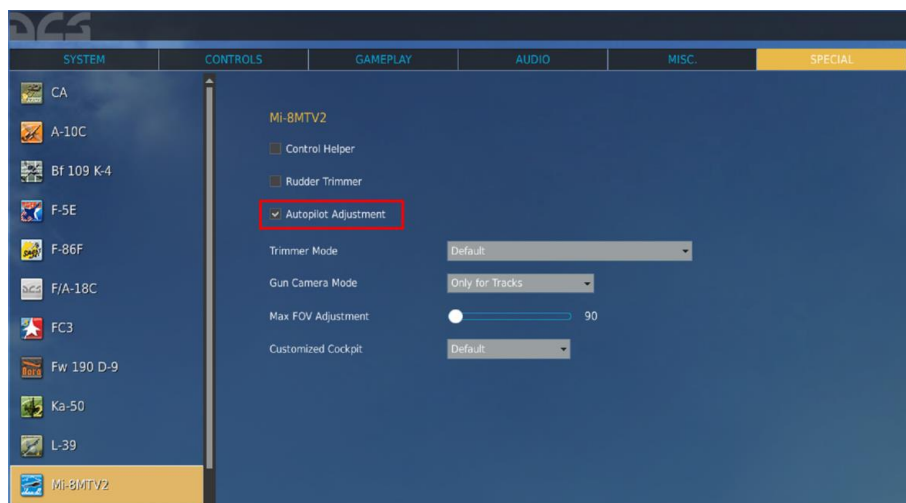 DCS
SYSTEM CONTROLS GAMEPLAY AUDIO MISC. SPECIAL
CA
A-10C
Bf 109 K-4
F-5E
F-86F
F/A-18C
FC3
Fw 190 D-9
Ka-50
L-39
Mi-8MTV2
Mi-8MTV2
Control Helper
Rudder Trimmer
Autopilot Adjustment
Trimmer Mode Default
Gun Camera Mode Only for Tracks
Max FOV Adjustment 90
Customized Cockpit Default